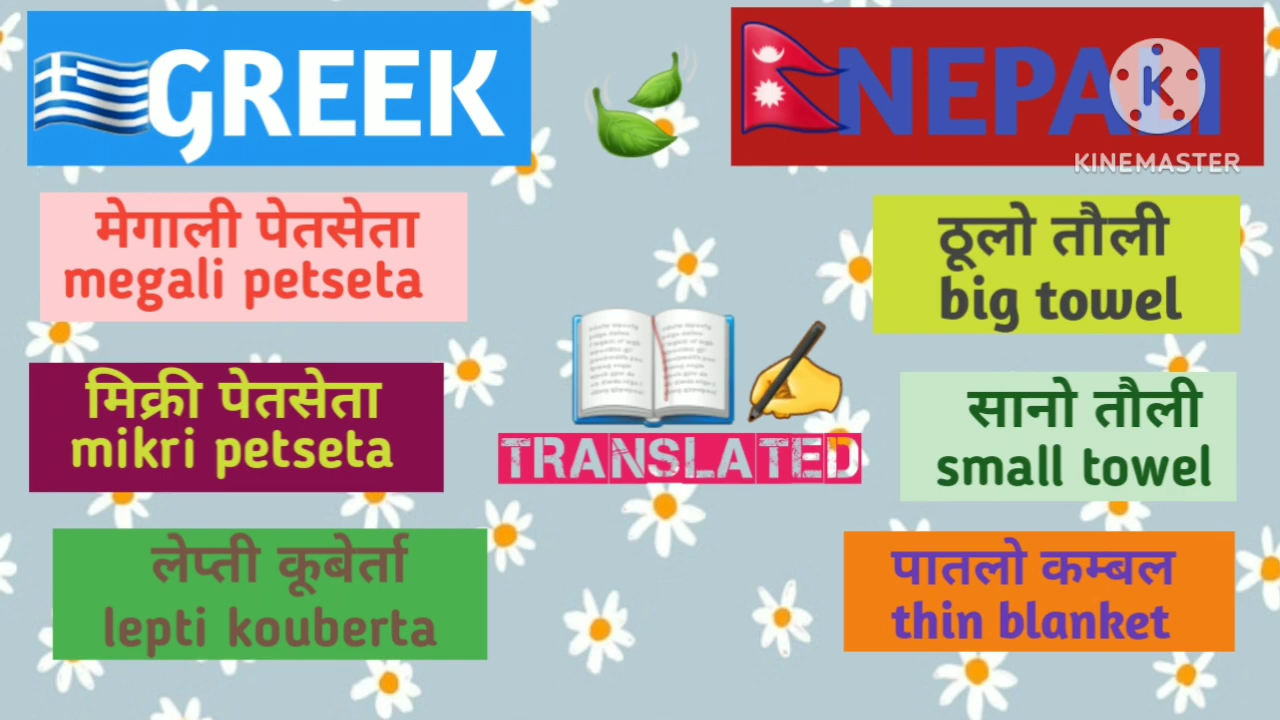 GREEK
NEPALI
KINEMASTER
मेगाली पेतसेता
megali petseta
ठूलो तौली
big towel
मिक्री पेतसेता
mikri petseta
सानो तौली
small towel
TRANSLATED
लेप्ती कूबेर्ता
lepti kouberta
पातलो कम्बल
thin blanket